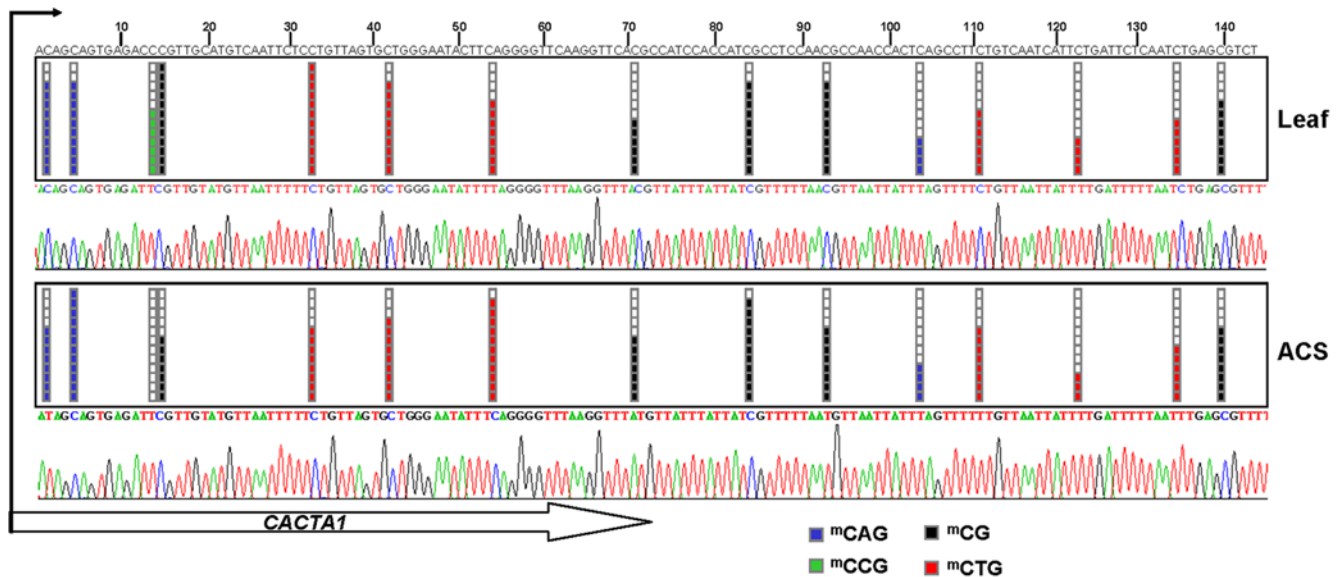 10 20 30 40 50 60 70 80 90 100 110 120 130 140
ACAGCAGTGAGACCCGTTGCATGTCAATTCTCCTGTTAGTGCTGGGAATACTTCAGGGGTTCAAGGTTCACGCCATCCACCATCGCCTCCAACGCCAACCACTCAGCCTTCTGTCAATCATTCTGATTCTCAATCTGAGCGTCT
Leaf
'ACAGCAGTGAGATTCGTTGTATGTTAATTTTTCTGTTAGTGCTGGGAATATTTTAGGGGTTTAAGGTTTACGTTATTTATTATCGTTTTTAACGTTAATTATTTAGTTTTCTGTTAATTATTTTGATTTTTAATCTGAGCGTTT'
ACS
ATAGCAGTGAGATTCGTTGTATGTTAATTTTTCTGTTAGTGCTGGGAATATTTCAGGGGTTTAAGGTTTATGTTATTTATTATCGTTTTTAATGTTAATTATTTAGTTTTTTGTTAATTATTTTGATTTTTAATTTGAGCGTTTT
CACTA1
mCAG mCG
mCCG mCTG